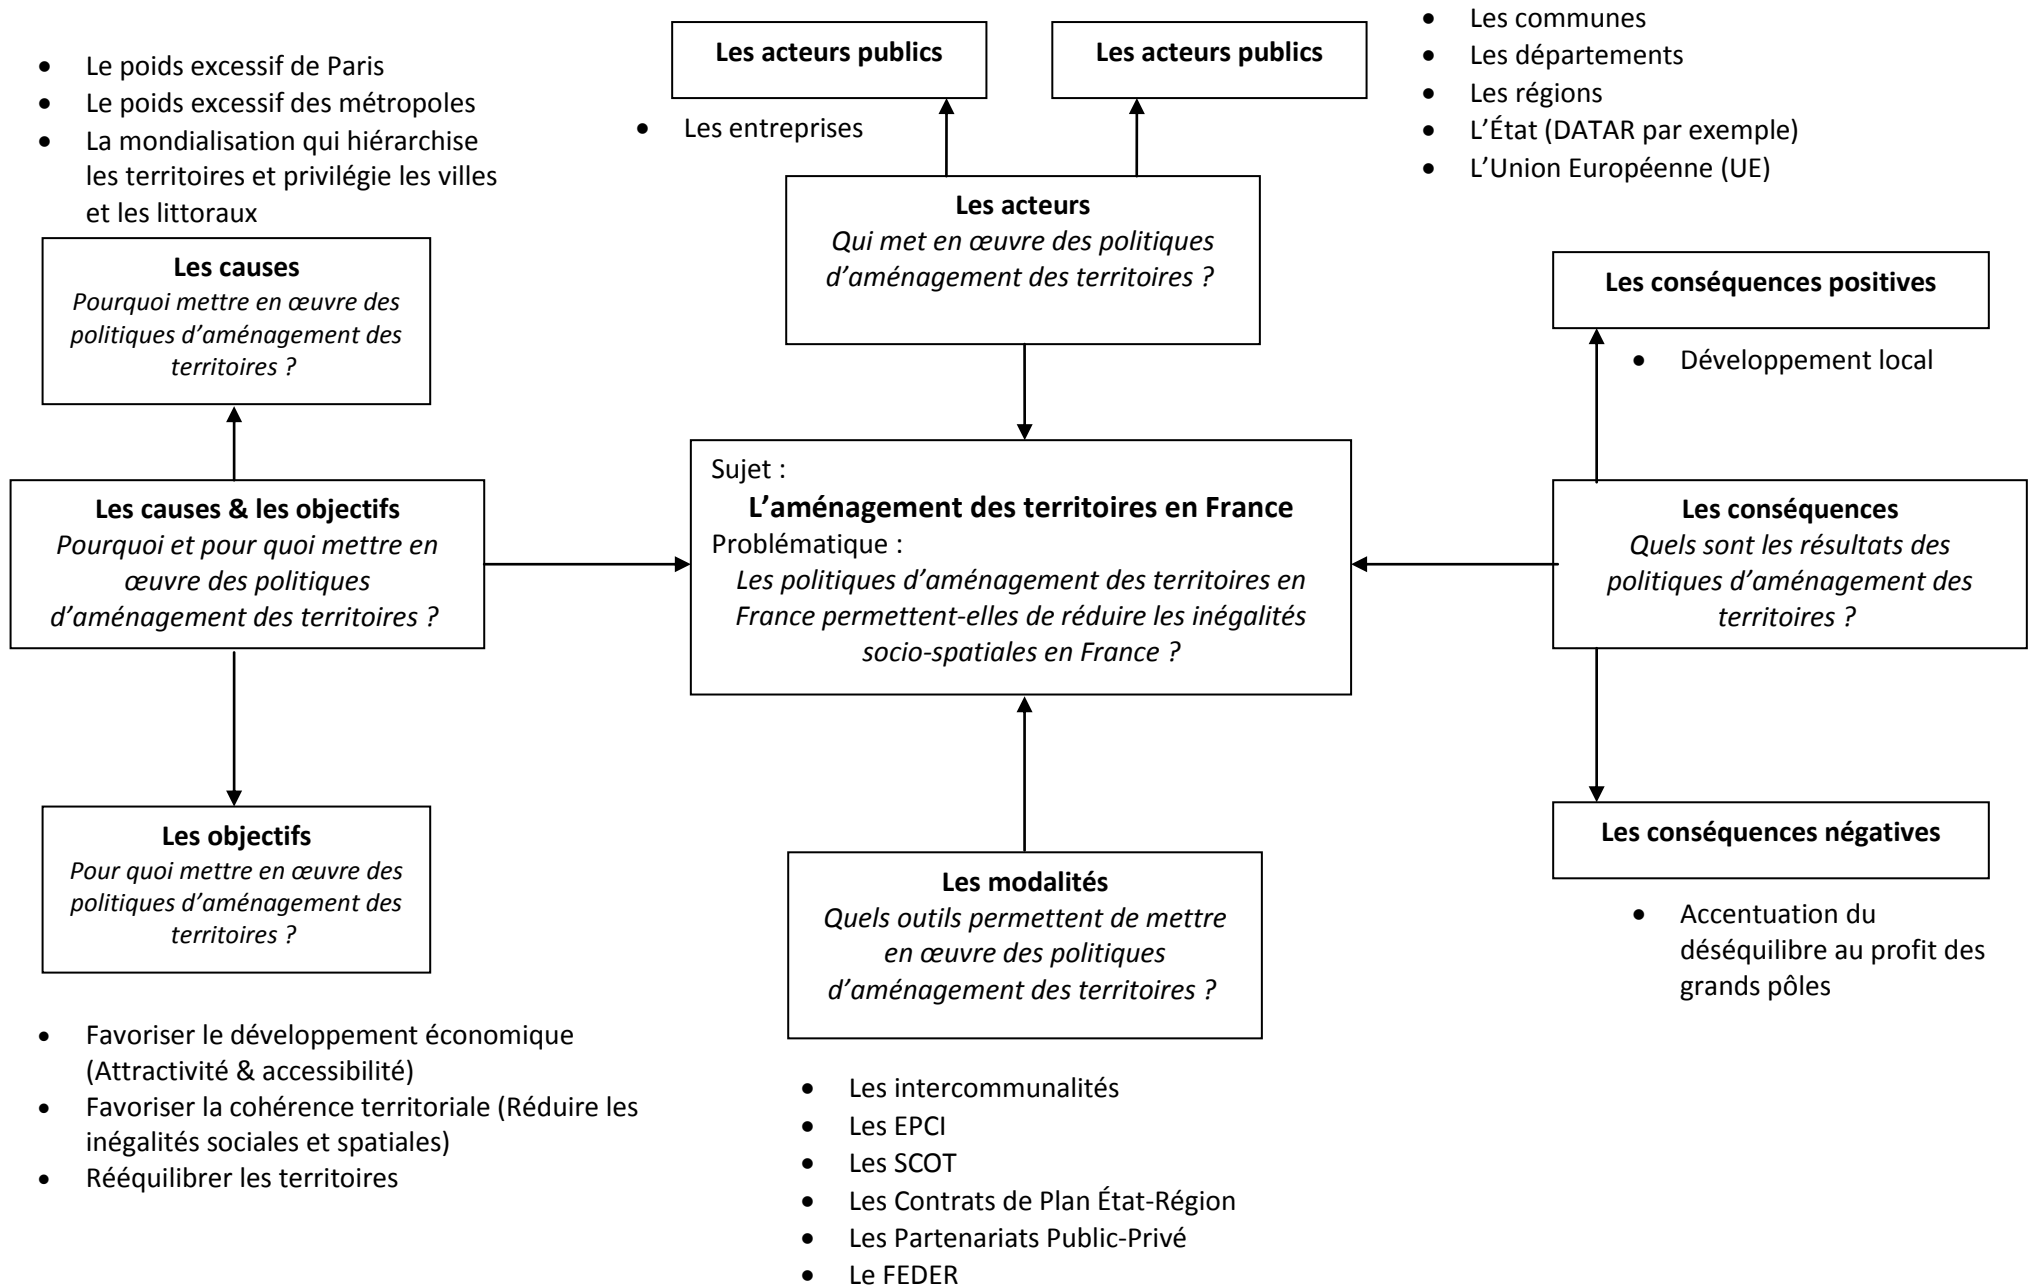 Les acteurs publics
Les acteurs publics
• Les communes
• Les départements
• Les régions
• L’État (DATAR par exemple)
• L’Union Européenne (UE)
• Le poids excessif de Paris
• Le poids excessif des métropoles
• La mondialisation qui hiérarchise
les territoires et privilégie les villes
et les littoraux
• Les entreprises
Les acteurs
Qui met en œuvre des politiques
d’aménagement des territoires ?
Les causes
Pourquoi mettre en œuvre des
politiques d’aménagement des
territoires ?
Les conséquences positives
• Développement local
Les causes & les objectifs
Pourquoi et pour quoi mettre en
œuvre des politiques
d’aménagement des territoires ?
Sujet :
L’aménagement des territoires en France
Problématique :
Les politiques d’aménagement des territoires en
France permettent-elles de réduire les inégalités
socio-spatiales en France ?
Les conséquences
Quels sont les résultats des
politiques d’aménagement des
territoires ?
Les objectifs
Pour quoi mettre en œuvre des
politiques d’aménagement des
territoires ?
Les modalités
Quels outils permettent de mettre
en œuvre des politiques
d’aménagement des territoires ?
Les conséquences négatives
• Accentuation du
déséquilibre au profit des
grands pôles
• Favoriser le développement économique
(Attractivité & accessibilité)
• Favoriser la cohérence territoriale (Réduire les
inégalités sociales et spatiales)
• Rééquilibrer les territoires
• Les intercommunalités
• Les EPCI
• Les SCOT
• Les Contrats de Plan État-Région
• Les Partenariats Public-Privé
• Le FEDER